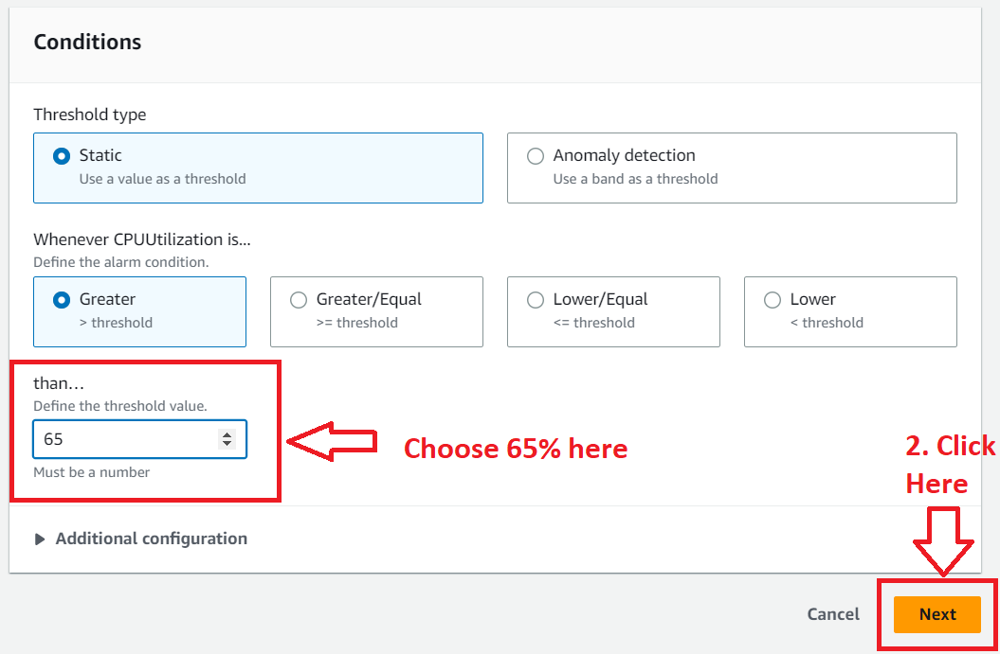 Conditions
Threshold type
Static
Use a value as a threshold
Anomaly detection
Use a band as a threshold
Whenever CPUUtilization is...
Define the alarm condition.
Greater
> threshold
Greater/Equal
>= threshold
Lower/Equal
<= threshold
Lower
< threshold
than...
Define the threshold value.
65
Must be a number
Choose 65% here
2. Click
Here
Additional configuration
Cancel
Next